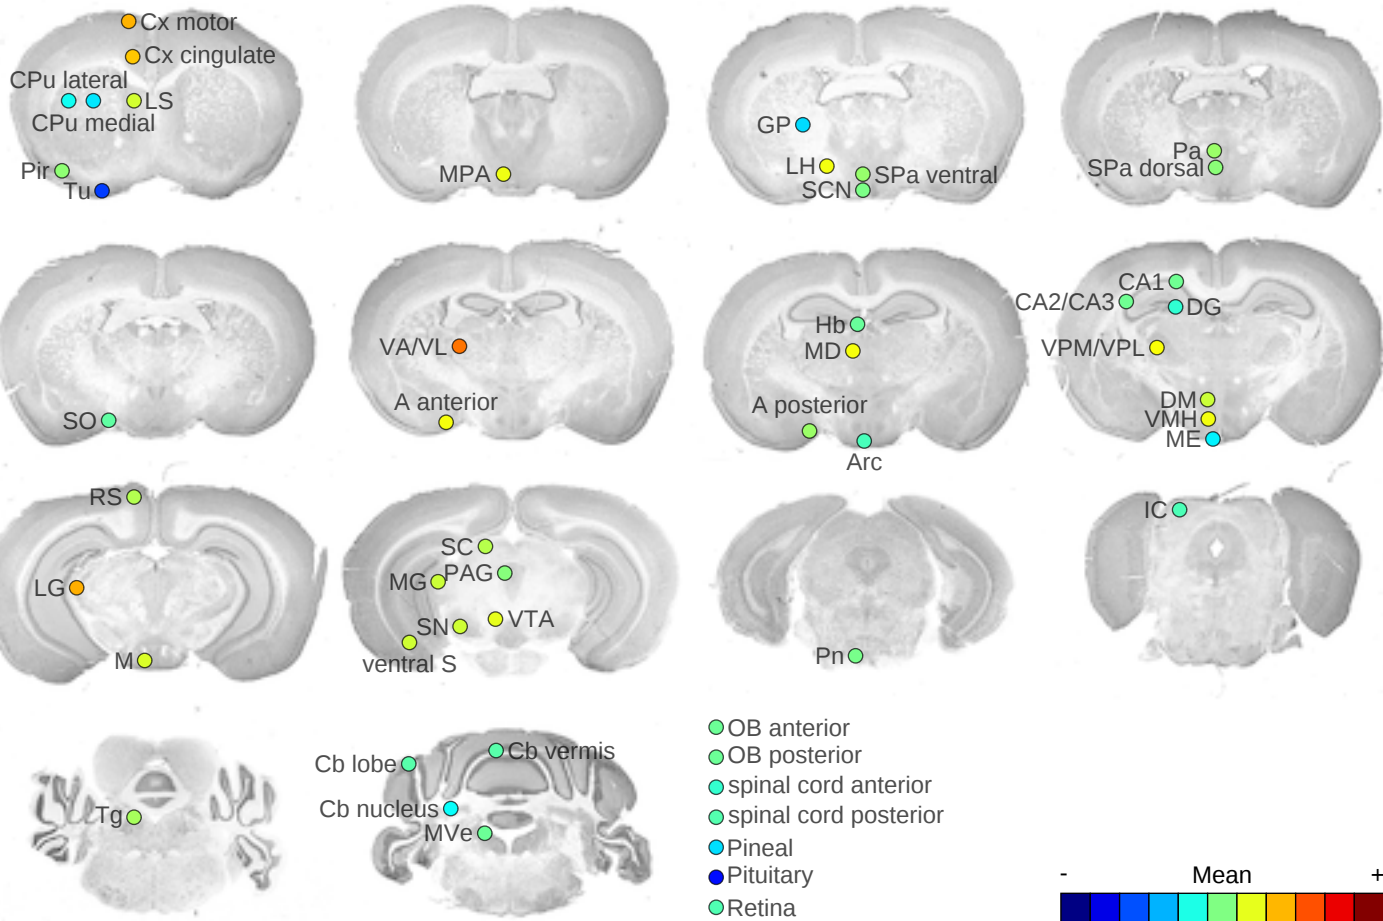 Cx motor
Cx cingulate
CPu lateral
LS
CPu medial
Pir
Tu
MPA
GP
LH
SPa ventral
SCN
Pa
SPa dorsal
SO
VA/VL
A anterior
Hb
MD
A posterior
Arc
CA1
CA2/CA3
DG
VPM/VPL
DM
VMH
ME
RS
LG
M
SC
MG
PAG
SN
VTA
ventral S
Pn
IC
Tg
Cb lobe
Cb vermis
Cb nucleus
MVe
OB anterior
OB posterior
spinal cord anterior
spinal cord posterior
Pineal
Pituitary
Retina
- Mean +